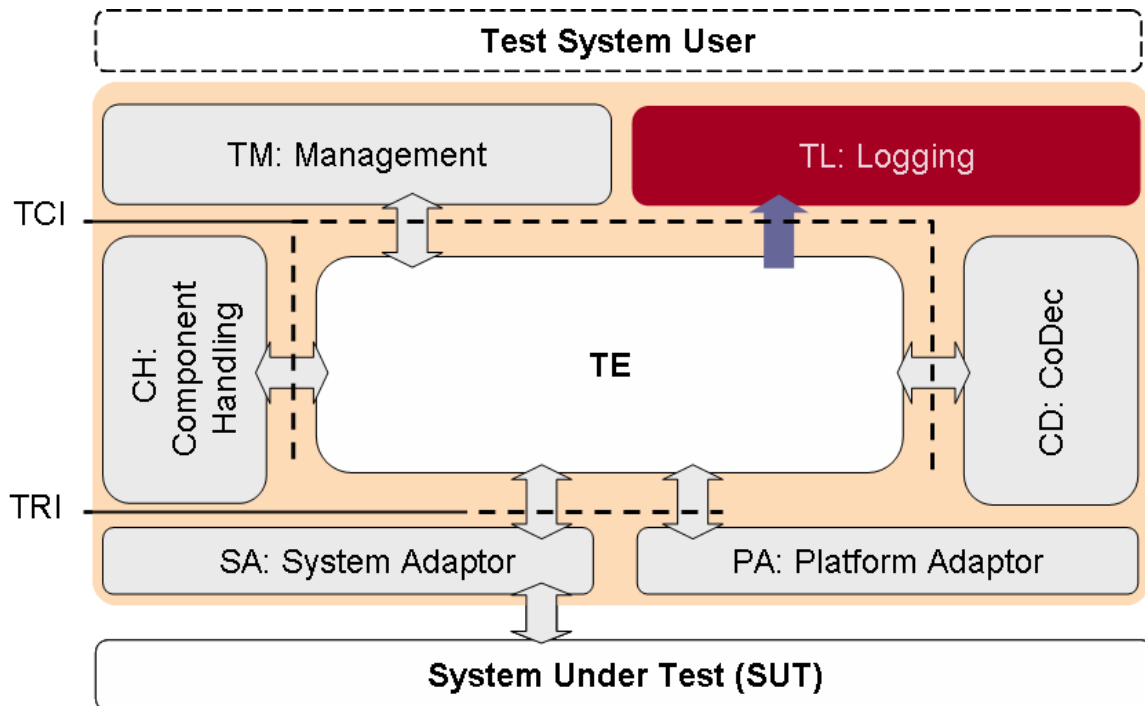 Test System User
TM: Management
TL: Logging
TCI
CH:
Component
Handling
TE
CD: CoDec
TRI
SA: System Adaptor
PA: Platform Adaptor
System Under Test (SUT)